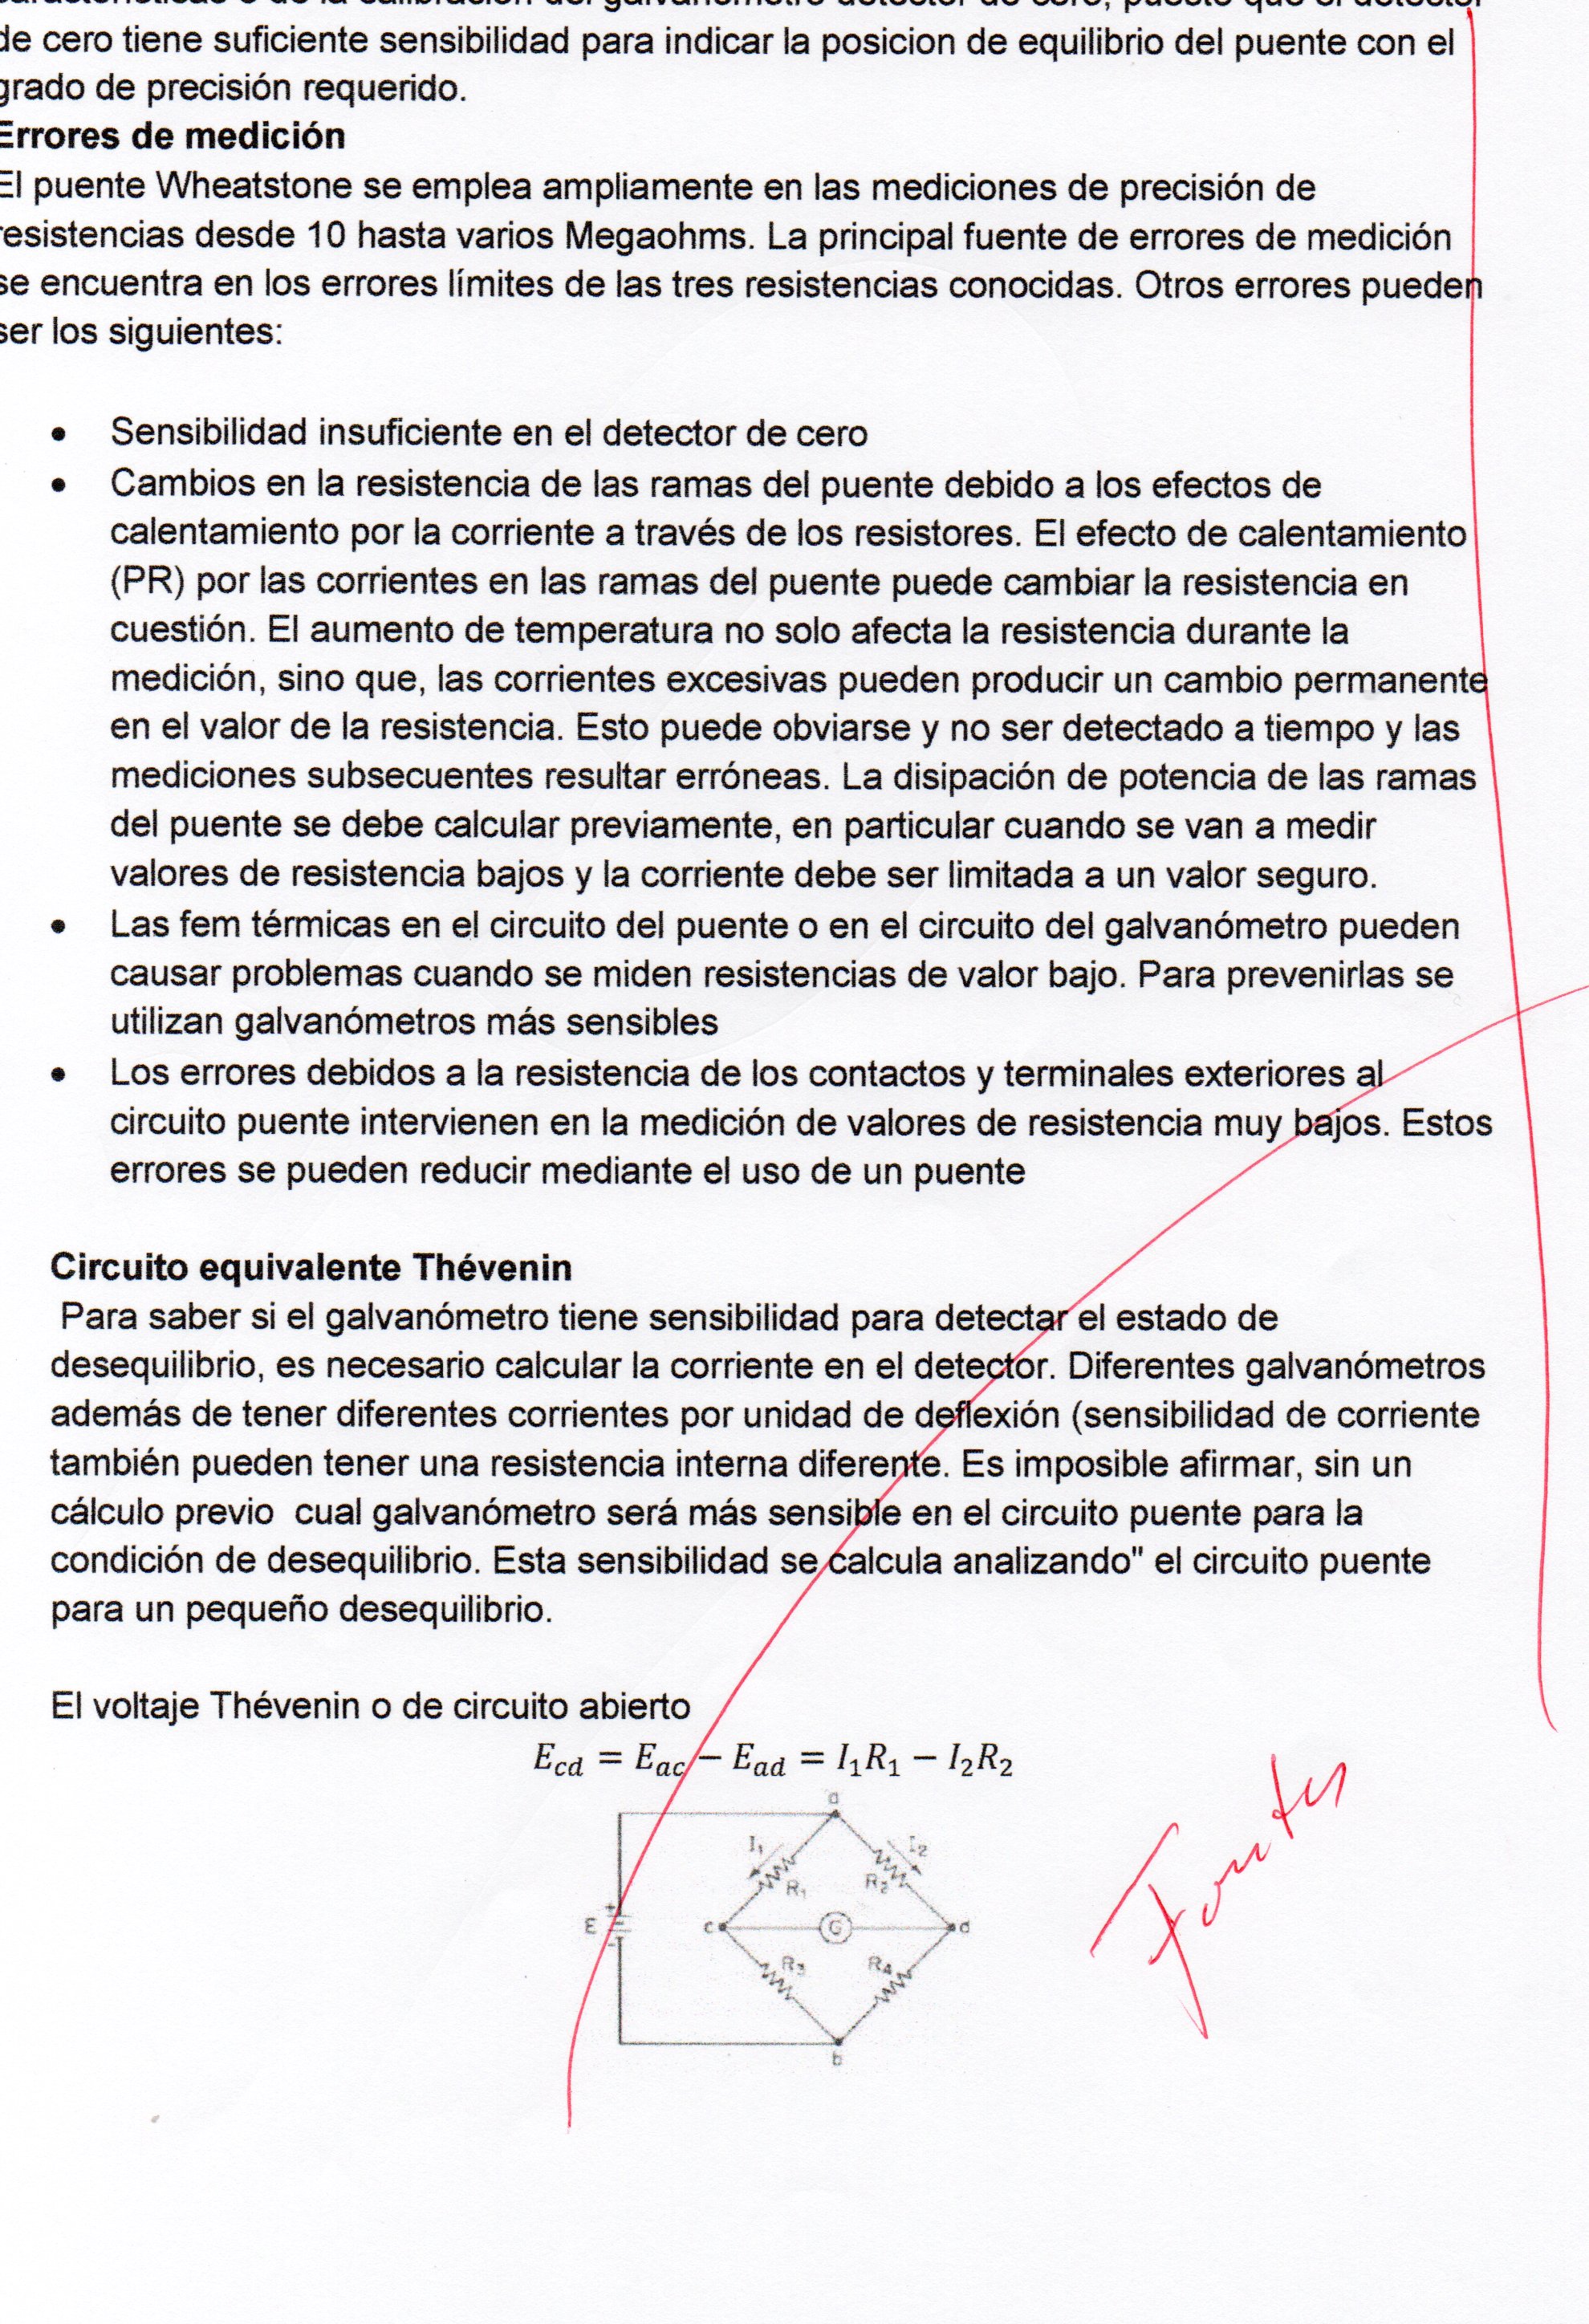 de cero tiene suficiente sensibilidad para indicar la posicion de equilibrio del puente con el
grado de precisión requerido.
Errores de medición
El puente Wheatstone se emplea ampliamente en las mediciones de precisión de
resistencias desde 10 hasta varios Megaohms. La principal fuente de errores de medición
se encuentra en los errores límites de las tres resistencias conocidas. Otros errores pueden
ser los siguientes:
• Sensibilidad insuficiente en el detector de cero
• Cambios en la resistencia de las ramas del puente debido a los efectos de
calentamiento por la corriente a través de los resistores. El efecto de calentamiento
(PR) por las corrientes en las ramas del puente puede cambiar la resistencia en
cuestión. El aumento de temperatura no solo afecta la resistencia durante la
medición, sino que, las corrientes excesivas pueden producir un cambio permanente
en el valor de la resistencia. Esto puede obviarse y no ser detectado a tiempo y las
mediciones subsecuentes resultar erróneas. La disipación de potencia de las ramas
del puente se debe calcular previamente, en particular cuando se van a medir
valores de resistencia bajos y la corriente debe ser limitada a un valor seguro.
• Las fem térmicas en el circuito del puente o en el circuito del galvanómetro pueden
causar problemas cuando se miden resistencias de valor bajo. Para prevenirlas se
utilizan galvanómetros más sensibles
• Los errores debidos a la resistencia de los contactos y terminales exteriores al
circuito puente intervienen en la medición de valores de resistencia muy bajos. Estos
errores se pueden reducir mediante el uso de un puente
Circuito equivalente Thévenin
Para saber si el galvanómetro tiene sensibilidad para detectar el estado de
desequilibrio, es necesario calcular la corriente en el detector. Diferentes galvanómetros
además de tener diferentes corrientes por unidad de deflexión (sensibilidad de corriente
también pueden tener una resistencia interna diferente. Es imposible afirmar, sin un
cálculo previo cual galvanómetro será más sensible en el circuito puente para la
condición de desequilibrio. Esta sensibilidad se calcula analizando" el circuito puente
para un pequeño desequilibrio.
El voltaje Thévenin o de circuito abierto
E_cd = E_ac − E_ad = I₁R₁ − I₂R₂
a
I₁ I₂
R₁ R₂
E + c G d
-
R₃ R₄
b